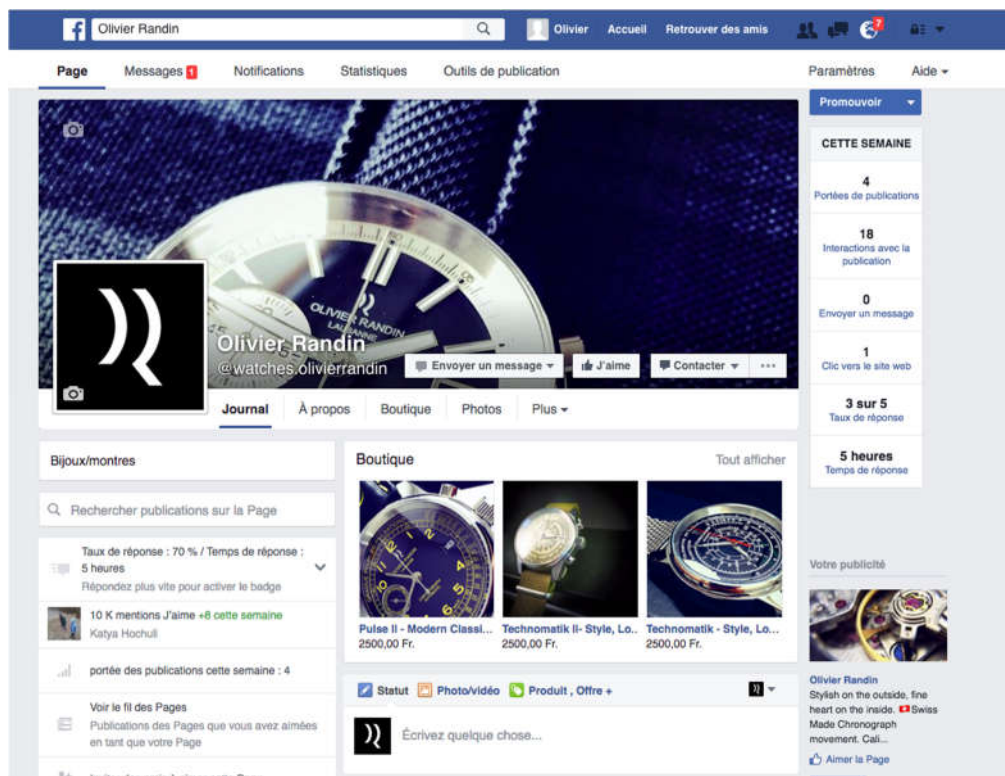 Olivier Randin
Olivier Accueil Retrouver des amis 7
Page Messages 1 Notifications Statistiques Outils de publication Paramètres Aide
Promouvoir
CETTE SEMAINE
4
Portées de publications
18
Interactions avec la
publication
0
Envoyer un message
1
Clic vers le site web
3 sur 5
Taux de réponse
5 heures
Temps de réponse
OLIVIER RANDIN
LAUSANNE
Olivier Randin
@watches.olivierrandin
Envoyer un message J'aime Contacter
Journal À propos Boutique Photos Plus
Bijoux/montres
Rechercher publications sur la Page
Taux de réponse : 70 % / Temps de réponse :
5 heures
Répondez plus vite pour activer le badge
10 K mentions J'aime +8 cette semaine
Katya Hochuli
portée des publications cette semaine : 4
Voir le fil des Pages
Publications des Pages que vous avez aimées
en tant que votre Page
Boutique Tout afficher
Pulse II - Modern Classi...
2500,00 Fr.
Technomatik II- Style, Lo...
2500,00 Fr.
Technomatik - Style, Lo...
2500,00 Fr.
Statut Photo/vidéo Produit , Offre +
Écrivez quelque chose...
Votre publicité
Olivier Randin
Stylish on the outside, fine
heart on the inside. Swiss
Made Chronograph
movement. Cali...
Aimer la Page